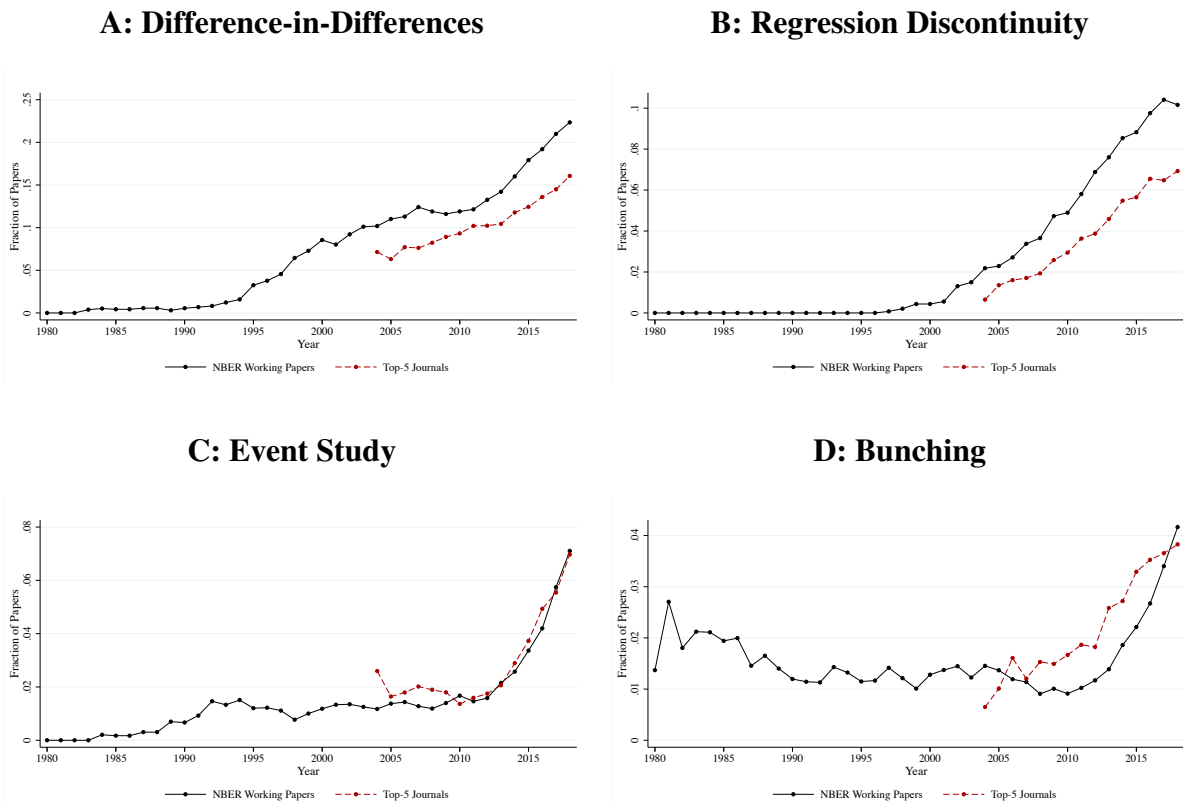 A: Difference-in-Differences
Fraction of Papers
0 .05 .1 .15 .2 .25
1980 1985 1990 1995 2000 2005 2010 2015
Year
NBER Working Papers Top-5 Journals
B: Regression Discontinuity
Fraction of Papers
0 .02 .04 .06 .08 .1
1980 1985 1990 1995 2000 2005 2010 2015
Year
NBER Working Papers Top-5 Journals
C: Event Study
Fraction of Papers
0 .02 .04 .06 .08
1980 1985 1990 1995 2000 2005 2010 2015
Year
NBER Working Papers Top-5 Journals
D: Bunching
Fraction of Papers
0 .01 .02 .03 .04
1980 1985 1990 1995 2000 2005 2010 2015
Year
NBER Working Papers Top-5 Journals